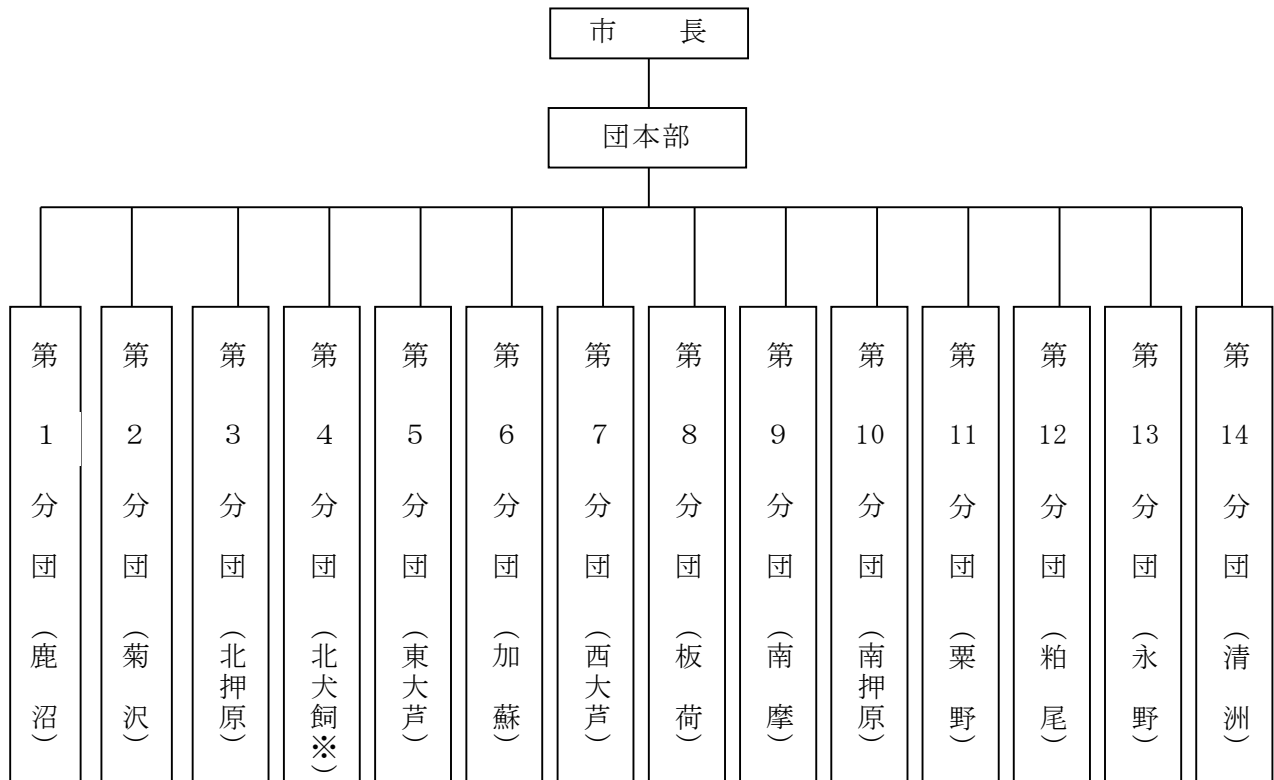 市　　長
団本部
第1分団（鹿沼）
第2分団（菊沢）
第3分団（北押原）
第4分団（北犬飼※）
第5分団（東大芦）
第6分団（加蘇）
第7分団（西大芦）
第8分団（板荷）
第9分団（南摩）
第10分団（南押原）
第11分団（粟野）
第12分団（粕尾）
第13分団（永野）
第14分団（清洲）